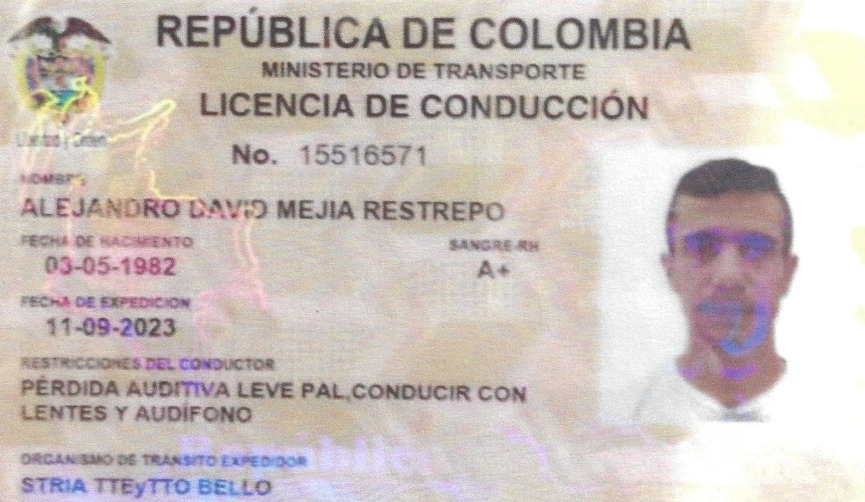 REPÚBLICA DE COLOMBIA
MINISTERIO DE TRANSPORTE
LICENCIA DE CONDUCCIÓN
Libertad y Orden
No. 15516571
NOMBRE
ALEJANDRO DAVID MEJIA RESTREPO
FECHA DE NACIMIENTO
SANGRE-RH
03-05-1982
A+
FECHA DE EXPEDICION
11-09-2023
RESTRICCIONES DEL CONDUCTOR
PÉRDIDA AUDITIVA LEVE PAL,CONDUCIR CON
LENTES Y AUDÍFONO
ORGANISMO DE TRANSITO EXPEDIDOR
STRIA TTEyTTO BELLO